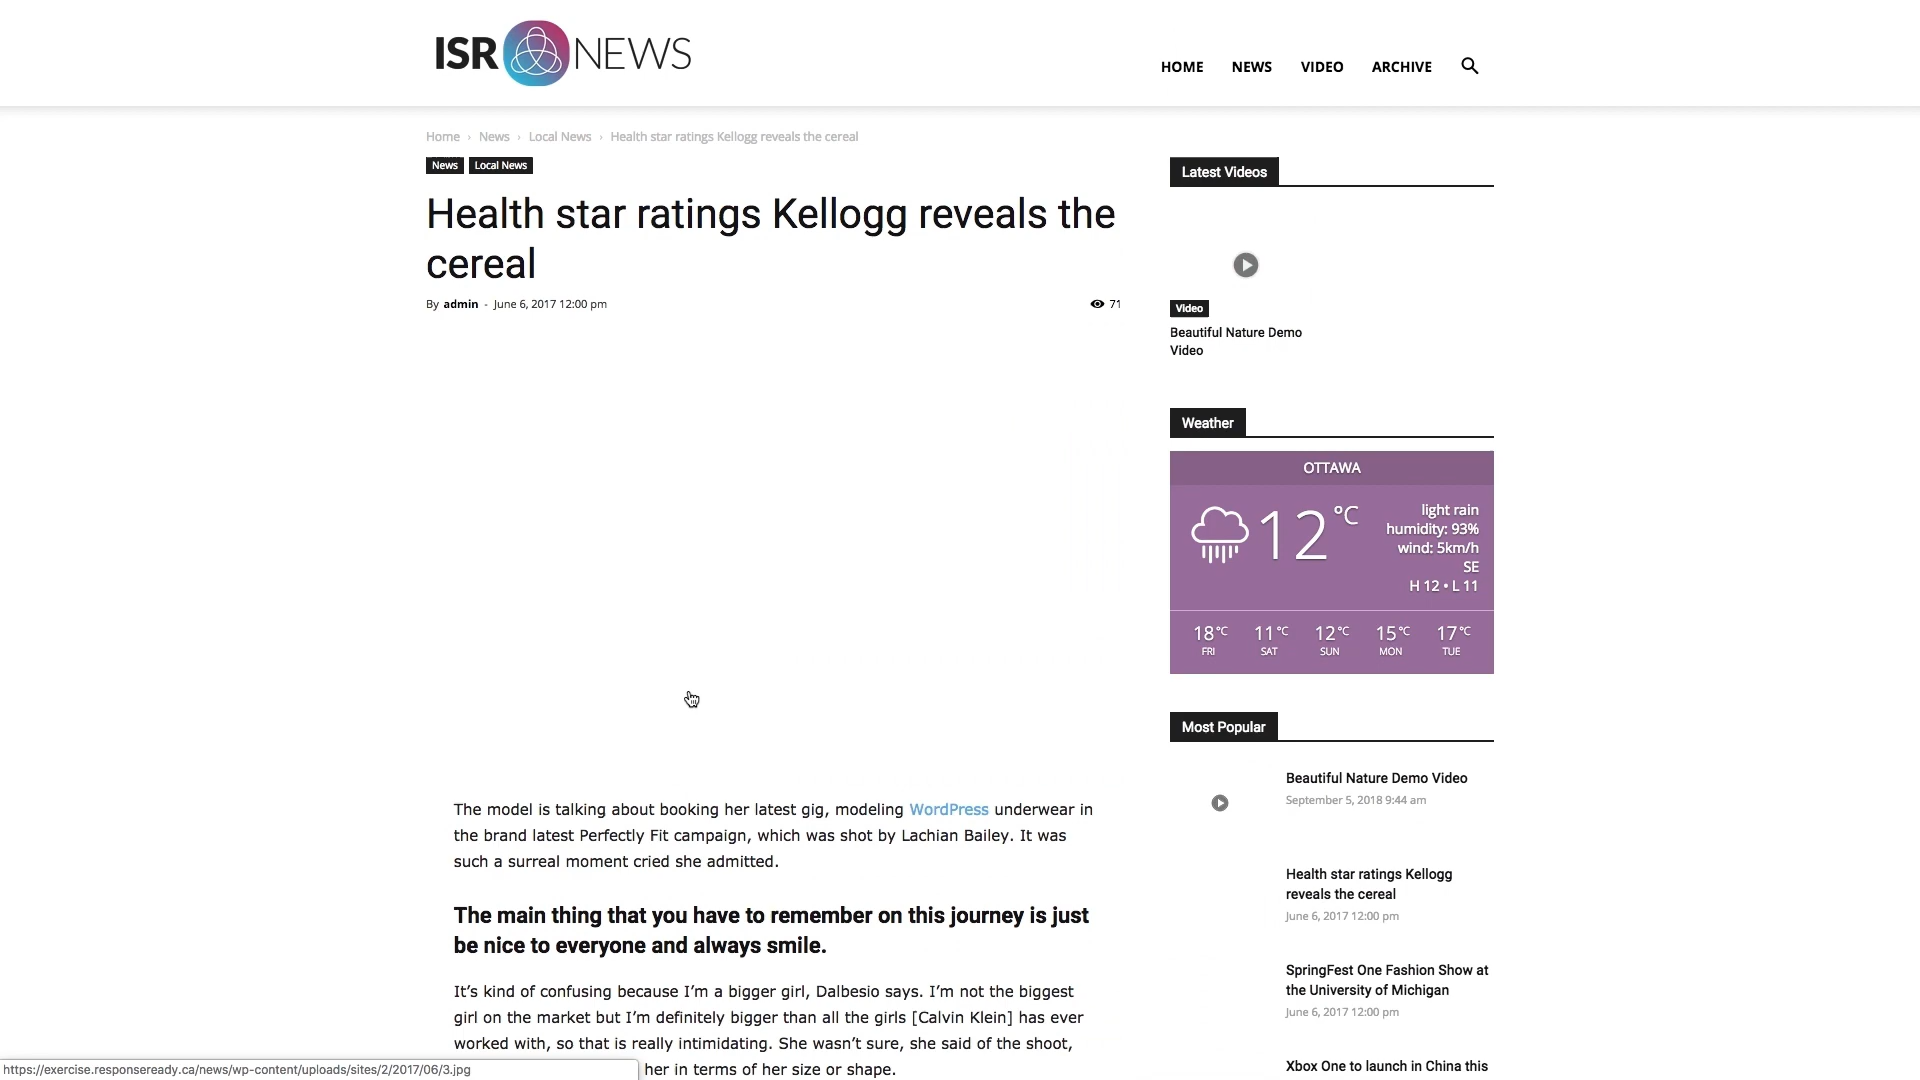 ISR NEWS
HOME NEWS VIDEO ARCHIVE
Home › News › Local News › Health star ratings Kellogg reveals the cereal
News Local News
Health star ratings Kellogg reveals the
cereal
By admin - June 6, 2017 12:00 pm
71
The model is talking about booking her latest gig, modeling WordPress underwear in
the brand latest Perfectly Fit campaign, which was shot by Lachian Bailey. It was
such a surreal moment cried she admitted.
The main thing that you have to remember on this journey is just
be nice to everyone and always smile.
It’s kind of confusing because I’m a bigger girl, Dalbesio says. I’m not the biggest
girl on the market but I’m definitely bigger than all the girls [Calvin Klein] has ever
worked with, so that is really intimidating. She wasn’t sure, she said of the shoot,
her in terms of her size or shape.
https://exercise.responseready.ca/news/wp-content/uploads/sites/2/2017/06/3.jpg
Latest Videos
Video
Beautiful Nature Demo
Video
Weather
OTTAWA
12 °C
light rain
humidity: 93%
wind: 5km/h
SE
H 12 • L 11
18°C 11°C 12°C 15°C 17°C
FRI SAT SUN MON TUE
Most Popular
Beautiful Nature Demo Video
September 5, 2018 9:44 am
Health star ratings Kellogg
reveals the cereal
June 6, 2017 12:00 pm
SpringFest One Fashion Show at
the University of Michigan
June 6, 2017 12:00 pm
Xbox One to launch in China this